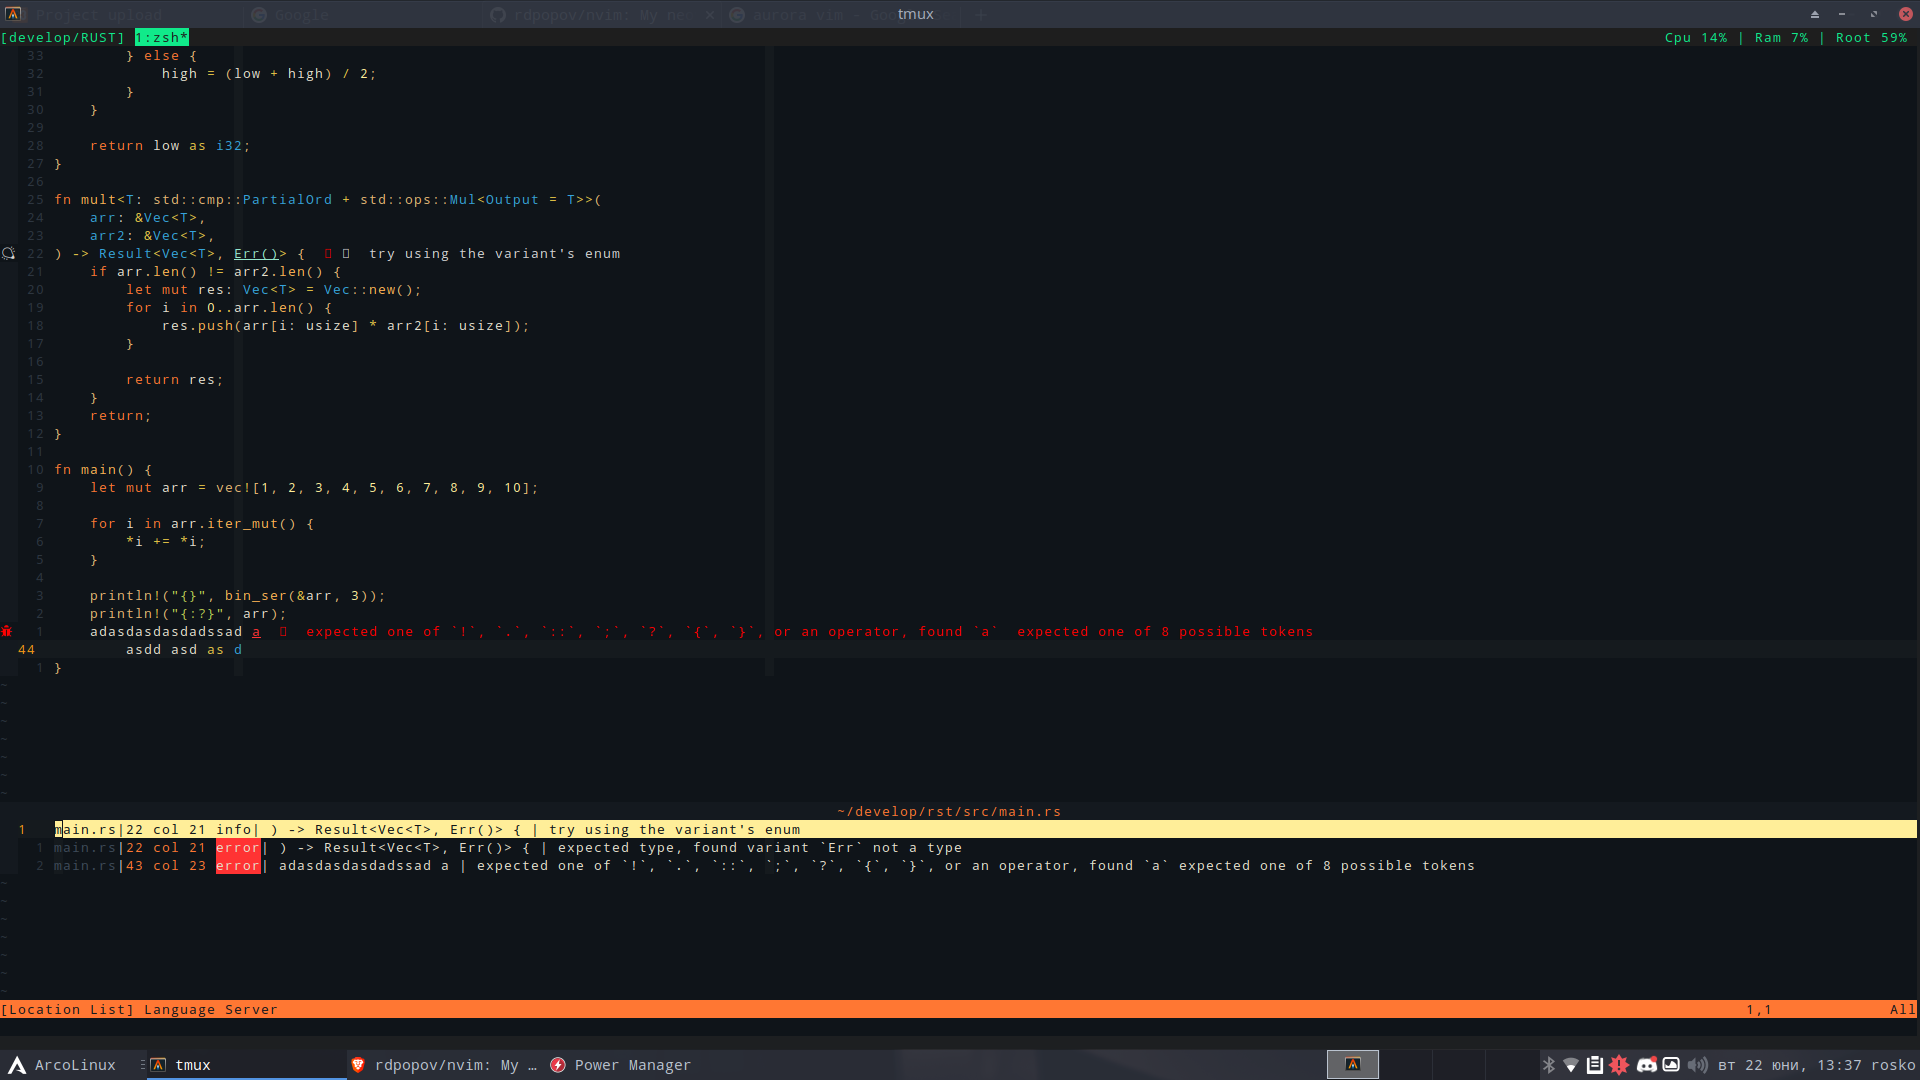 Project upload Google rdpopov/nvim: My ne × aurora vim - Goo tmux
[develop/RUST] 1:zsh* Cpu 14% | Ram 7% | Root 59%
33 } else {
32 high = (low + high) / 2;
31 }
30 }
29
28 return low as i32;
27 }
26
25 fn mult<T: std::cmp::PartialOrd + std::ops::Mul<Output = T>>(
24 arr: &Vec<T>,
23 arr2: &Vec<T>,
22 ) -> Result<Vec<T>, Err()> { try using the variant's enum
21 if arr.len() != arr2.len() {
20 let mut res: Vec<T> = Vec::new();
19 for i in 0..arr.len() {
18 res.push(arr[i: usize] * arr2[i: usize]);
17 }
16
15 return res;
14 }
13 return;
12 }
11
10 fn main() {
9 let mut arr = vec![1, 2, 3, 4, 5, 6, 7, 8, 9, 10];
8
7 for i in arr.iter_mut() {
6 *i += *i;
5 }
4
3 println!("{}", bin_ser(&arr, 3));
2 println!("{:?}", arr);
1 adasdasdasdadssad a expected one of `!`, `.`, `::`, `;`, `?`, `{`, `}`, or an operator, found `a` expected one of 8 possible tokens
44 asdd asd as d
1 }
~
~
~
~
~
~
~
~/develop/rst/src/main.rs
1 main.rs|22 col 21 info| ) -> Result<Vec<T>, Err()> { | try using the variant's enum
1 main.rs|22 col 21 error| ) -> Result<Vec<T>, Err()> { | expected type, found variant `Err` not a type
2 main.rs|43 col 23 error| adasdasdasdadssad a | expected one of `!`, `.`, `::`, `;`, `?`, `{`, `}`, or an operator, found `a` expected one of 8 possible tokens
~
~
~
~
~
~
~
[Location List] Language Server 1,1 All
ArcoLinux tmux rdpopov/nvim: My … Power Manager вт 22 юни, 13:37 rosko